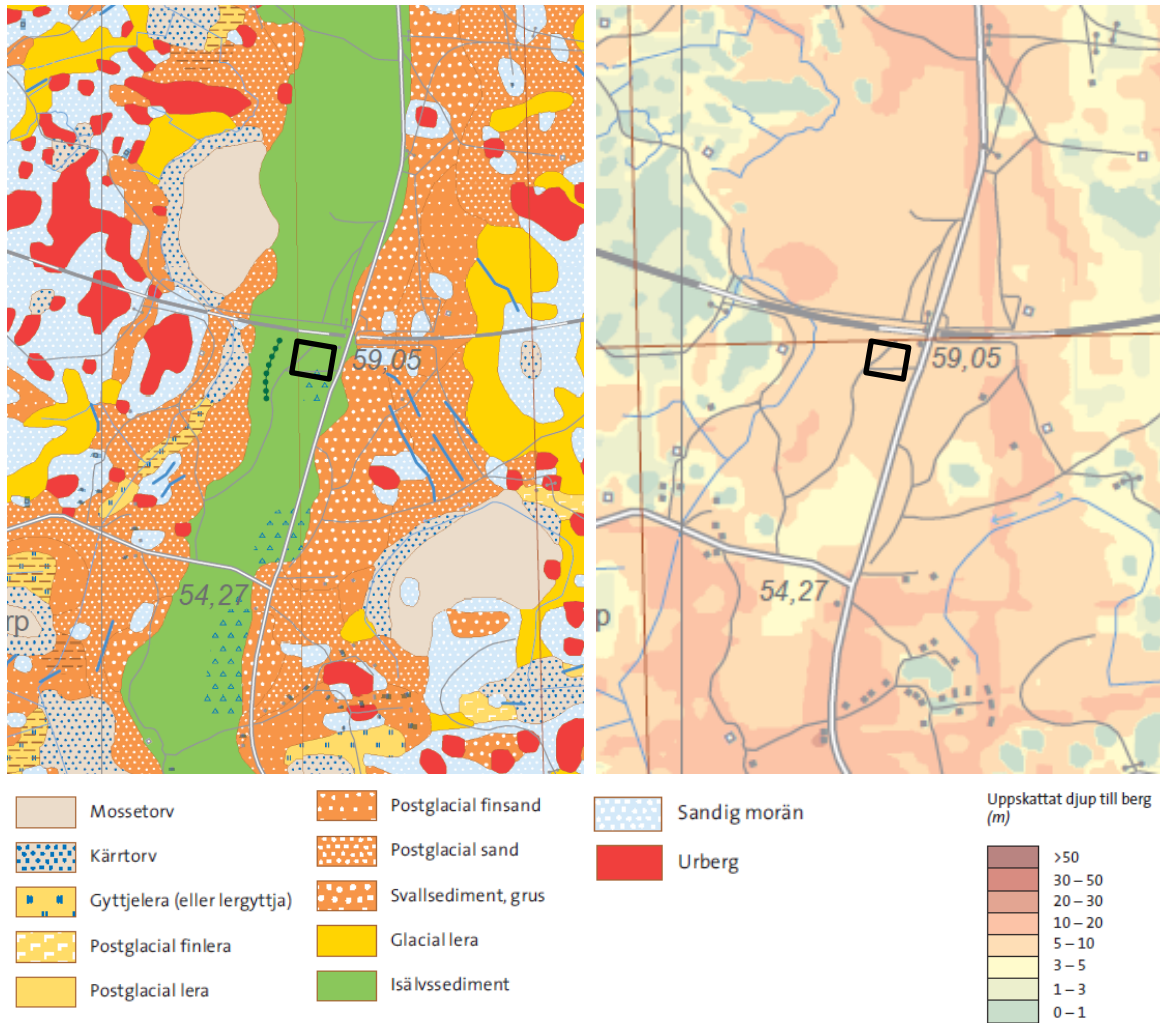 59,05
54,27
rp
59,05
54,27
p
Mossetorv
Kärrtorv
Gyttjelera (eller lergyttja)
Postglacial finlera
Postglacial lera
Postglacial finsand
Postglacial sand
Svallsediment, grus
Glacial lera
Isälvssediment
Sandig morän
Urberg
Uppskattat djup till berg
(m)
>50
30 – 50
20 – 30
10 – 20
5 – 10
3 – 5
1 – 3
0 – 1